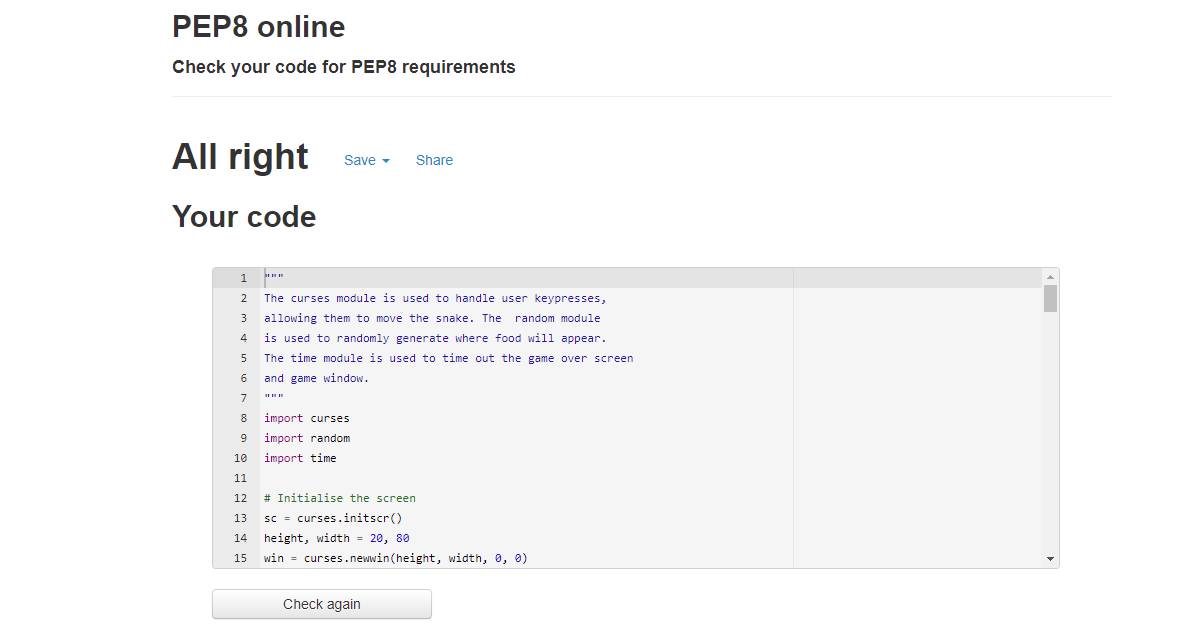 PEP8 online
Check your code for PEP8 requirements
All right Save Share
Your code
1 """
2 The curses module is used to handle user keypresses,
3 allowing them to move the snake. The  random module
4 is used to randomly generate where food will appear.
5 The time module is used to time out the game over screen
6 and game window.
7 """
8 import curses
9 import random
10 import time
11
12 # Initialise the screen
13 sc = curses.initscr()
14 height, width = 20, 80
15 win = curses.newwin(height, width, 0, 0)
Check again